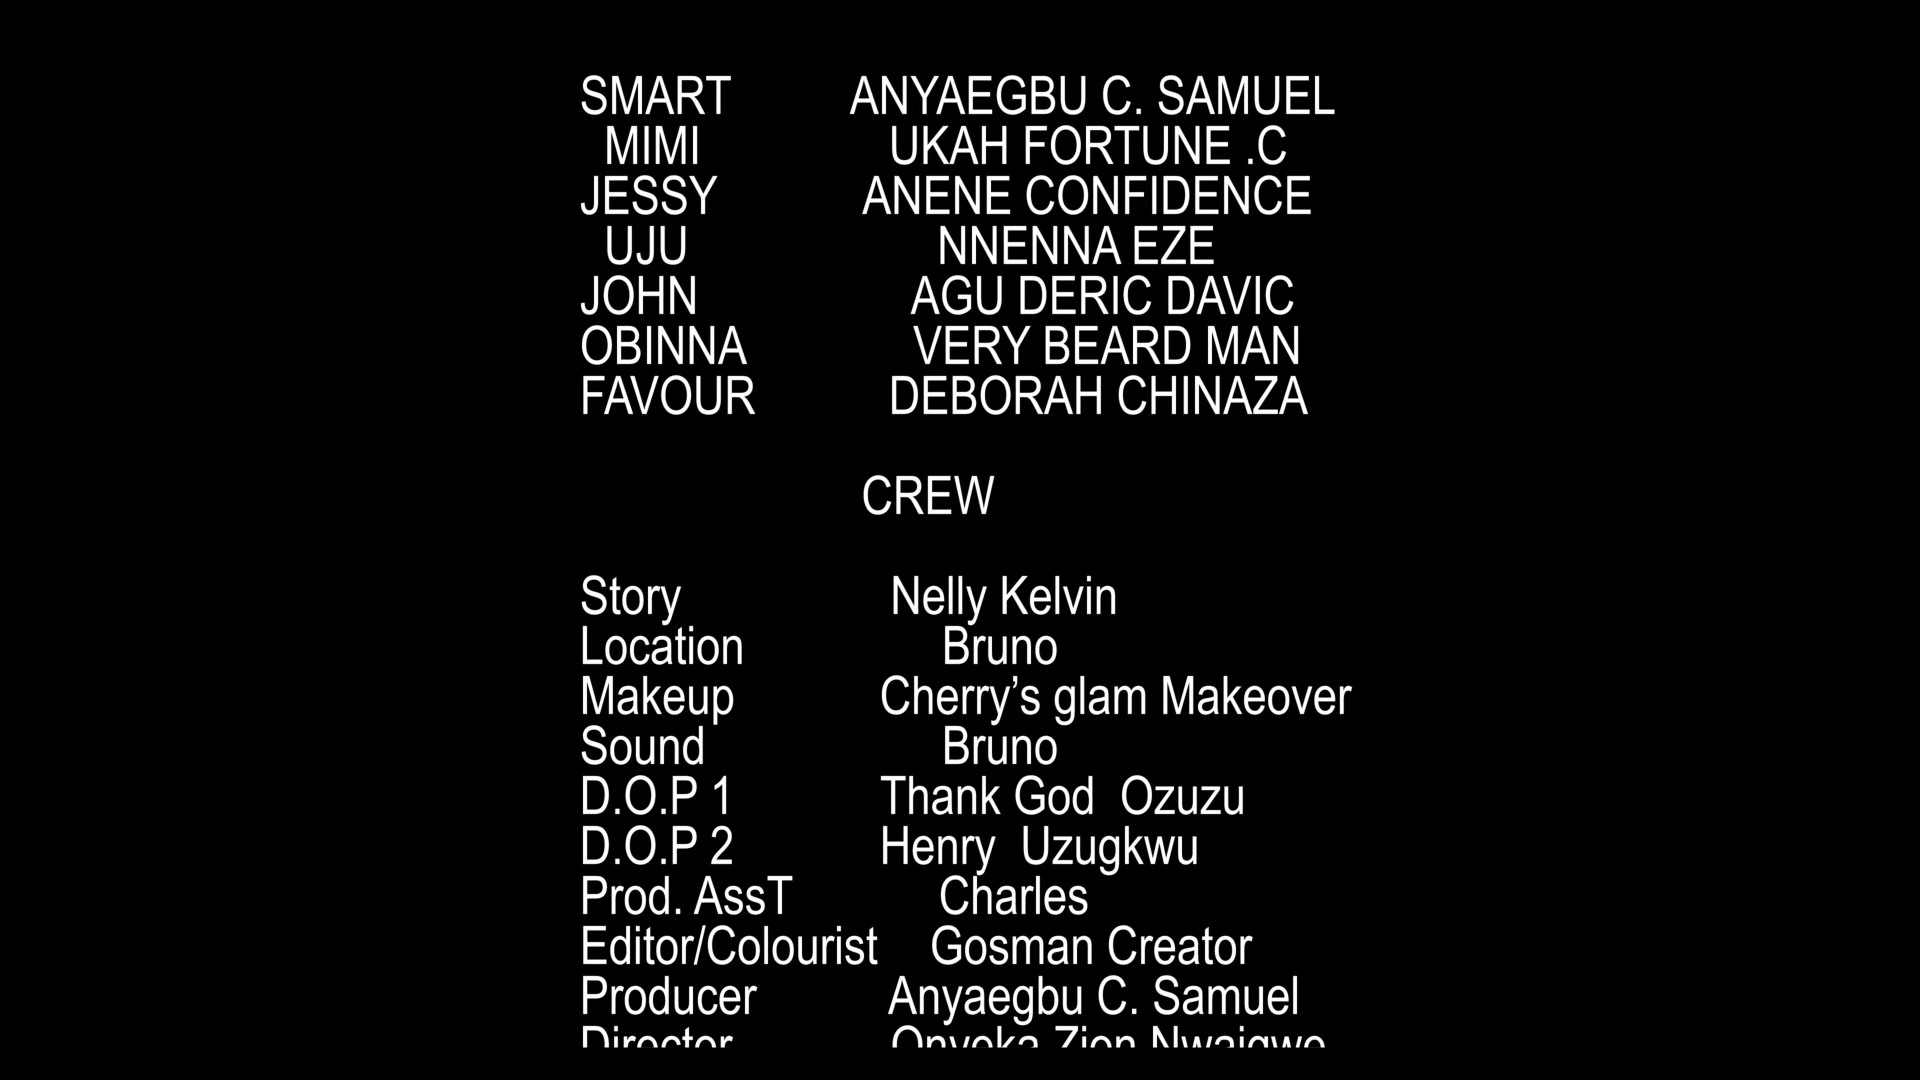 SMART ANYAEGBU C. SAMUEL
MIMI UKAH FORTUNE .C
JESSY ANENE CONFIDENCE
UJU NNENNA EZE
JOHN AGU DERIC DAVIC
OBINNA VERY BEARD MAN
FAVOUR DEBORAH CHINAZA
CREW
Story Nelly Kelvin
Location Bruno
Makeup Cherry’s glam Makeover
Sound Bruno
D.O.P 1 Thank God Ozuzu
D.O.P 2 Henry Uzugkwu
Prod. AssT Charles
Editor/Colourist Gosman Creator
Producer Anyaegbu C. Samuel
Director Zion